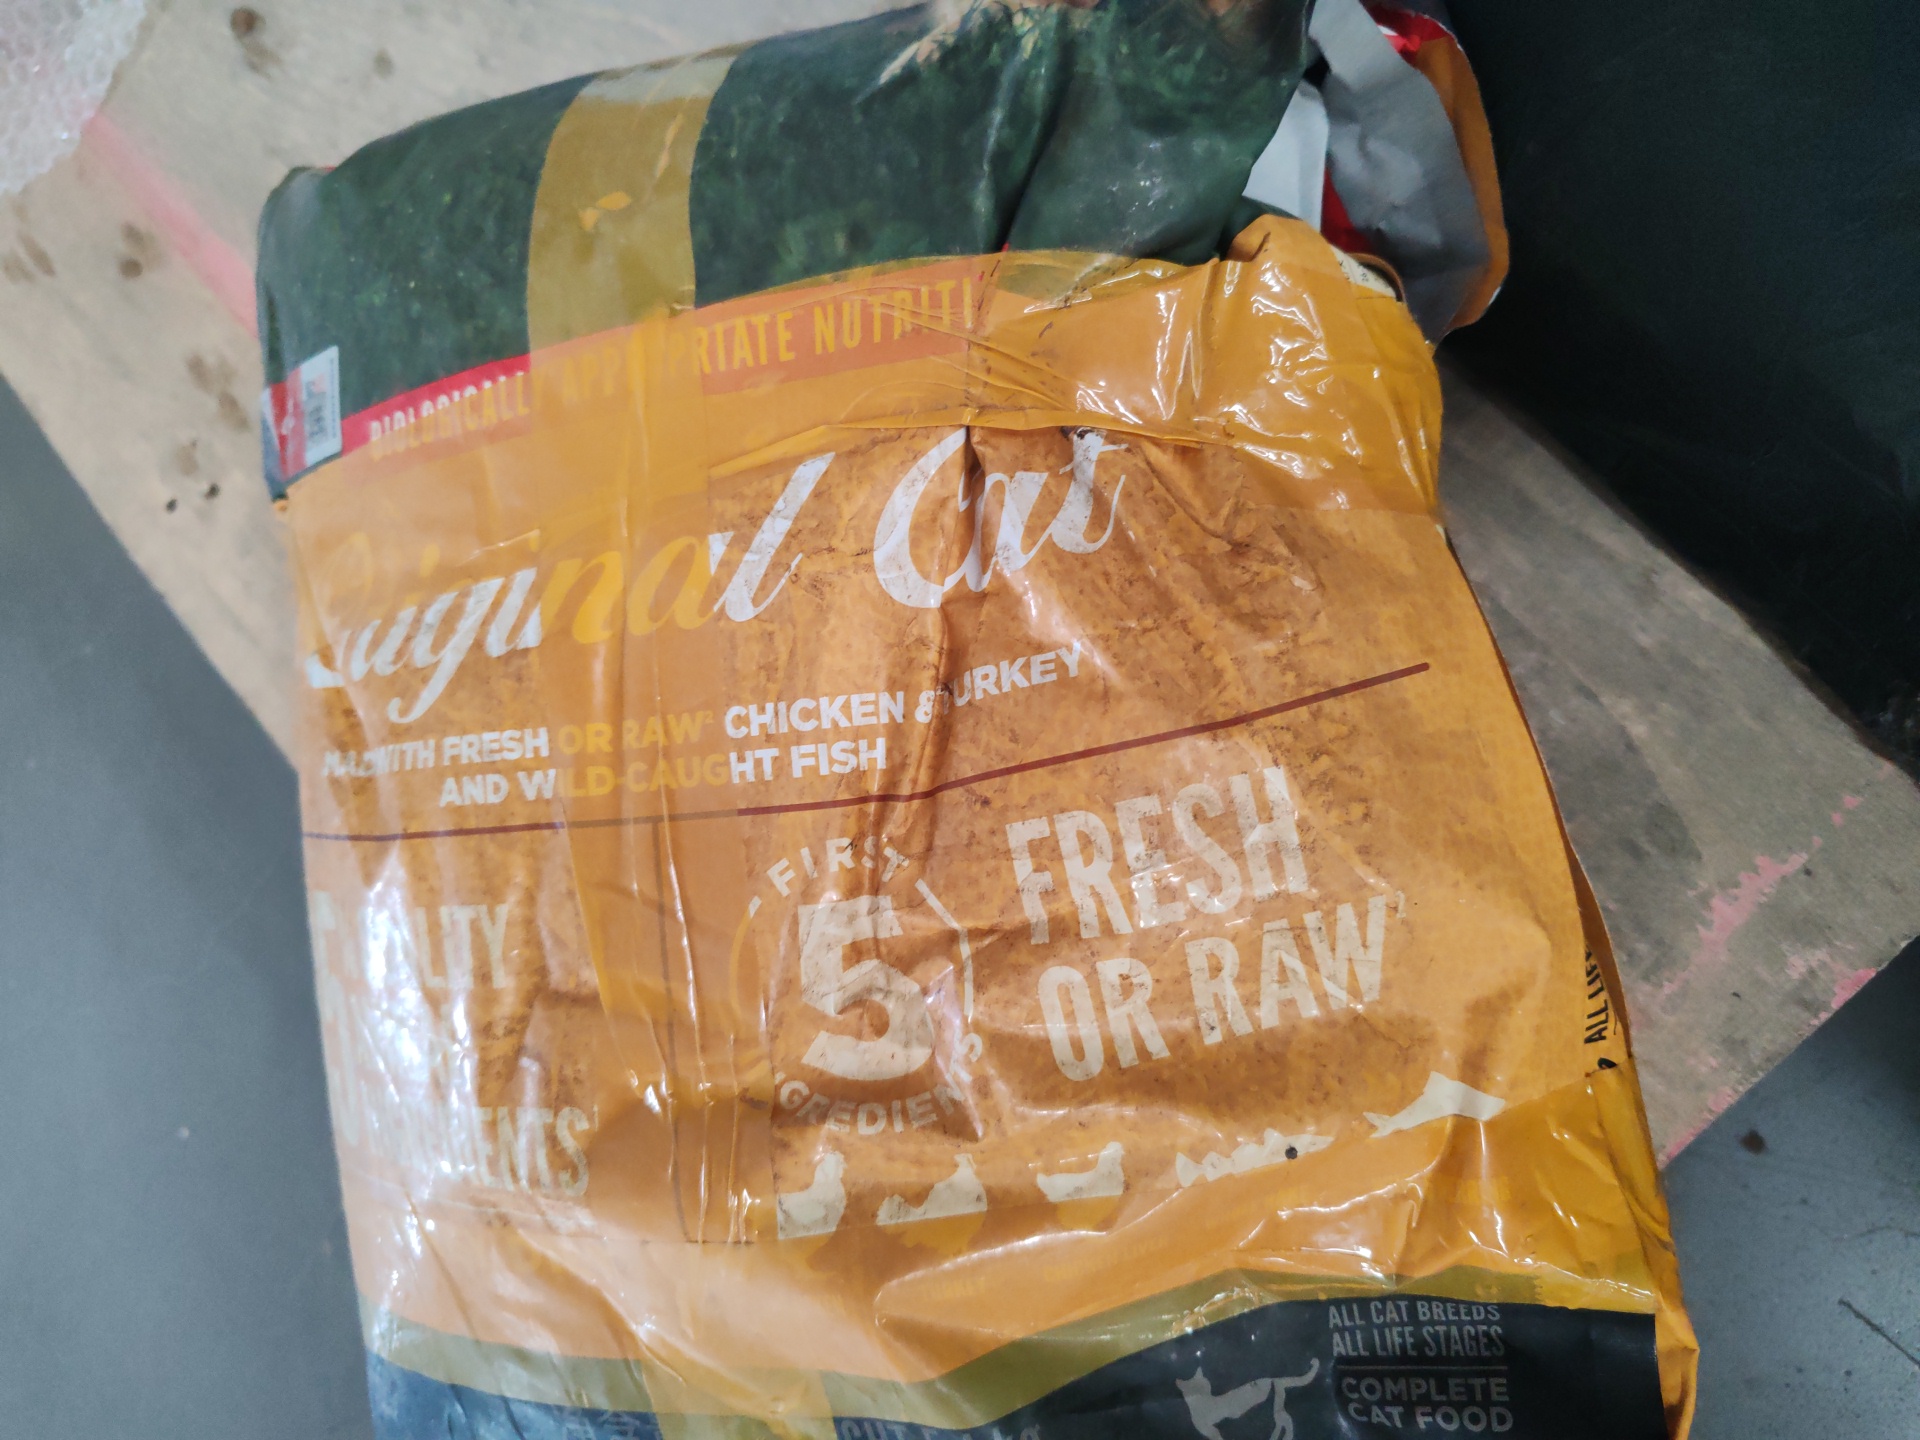 BIOLOGICALLY APPROPRIATE NUTRITI
Original Cat
WITH FRESH OR RAW² CHICKEN & TURKEY
AND WILD-CAUGHT FISH
FIRST
5
FRESH
OR RAW
ALL CAT BREEDS
ALL LIFE STAGES
COMPLETE
CAT FOOD